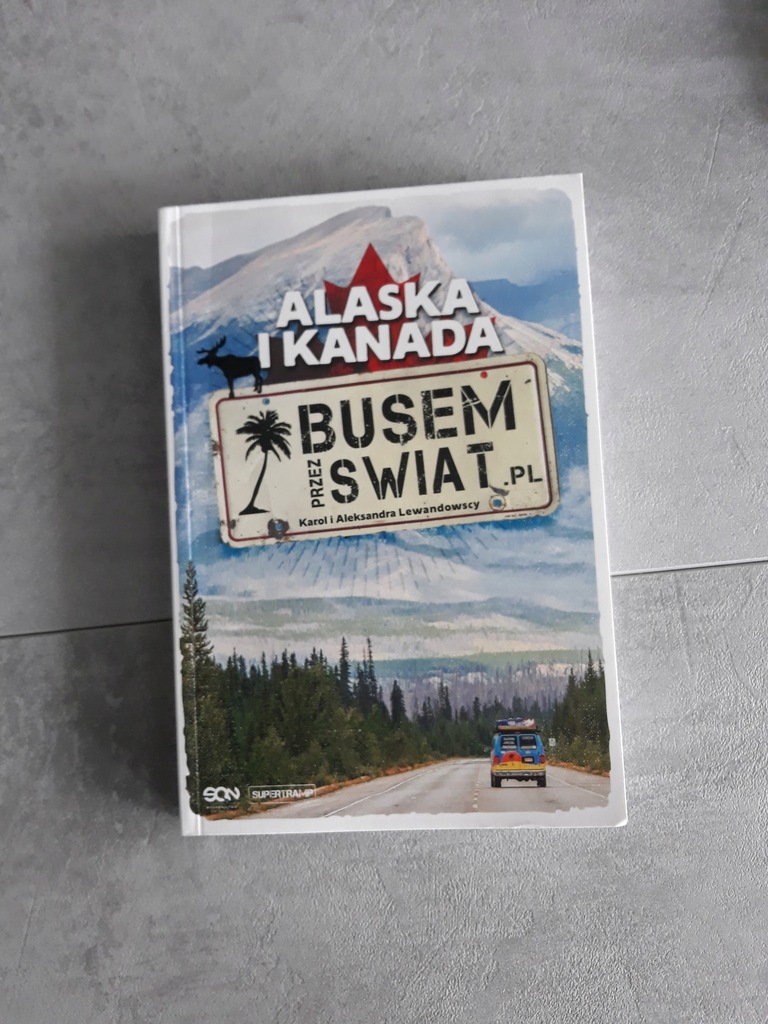 ALASKA
I KANADA
BUSEM
PRZEZ
SWIAT.PL
Karol i Aleksandra Lewandowscy
SQN
SUPERTRAMP